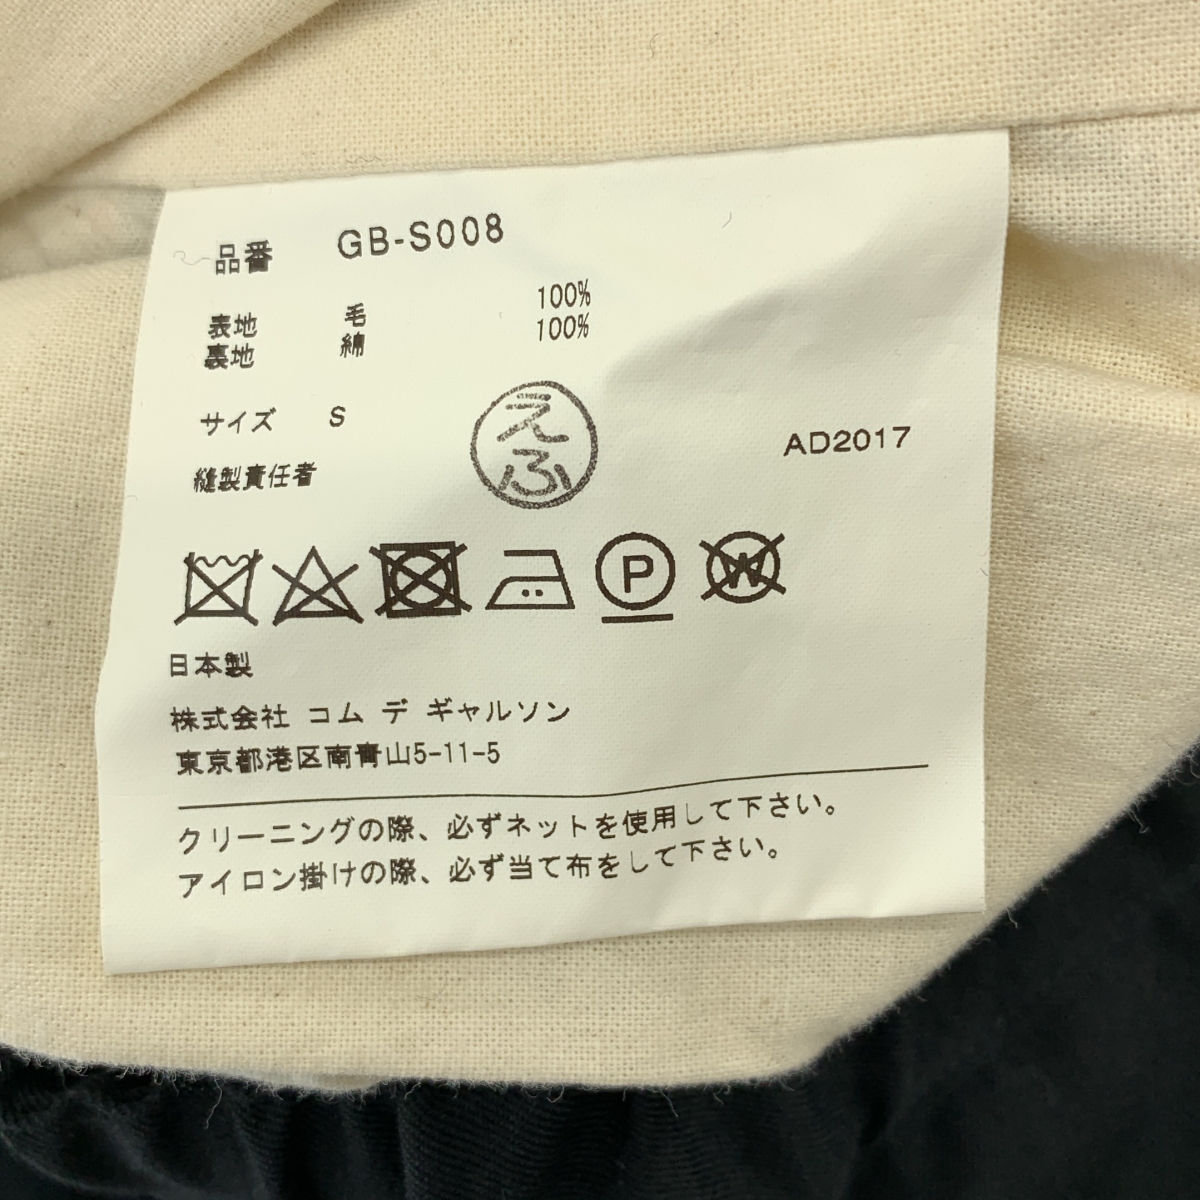 品番 GB-S008
表地 毛 100%
裏地 綿 100%
サイズ S
えふ
AD2017
縫製責任者
P
W
日本製
株式会社 コム デ ギャルソン
東京都港区南青山5-11-5
クリーニングの際、必ずネットを使用して下さい。
アイロン掛けの際、必ず当て布をして下さい。